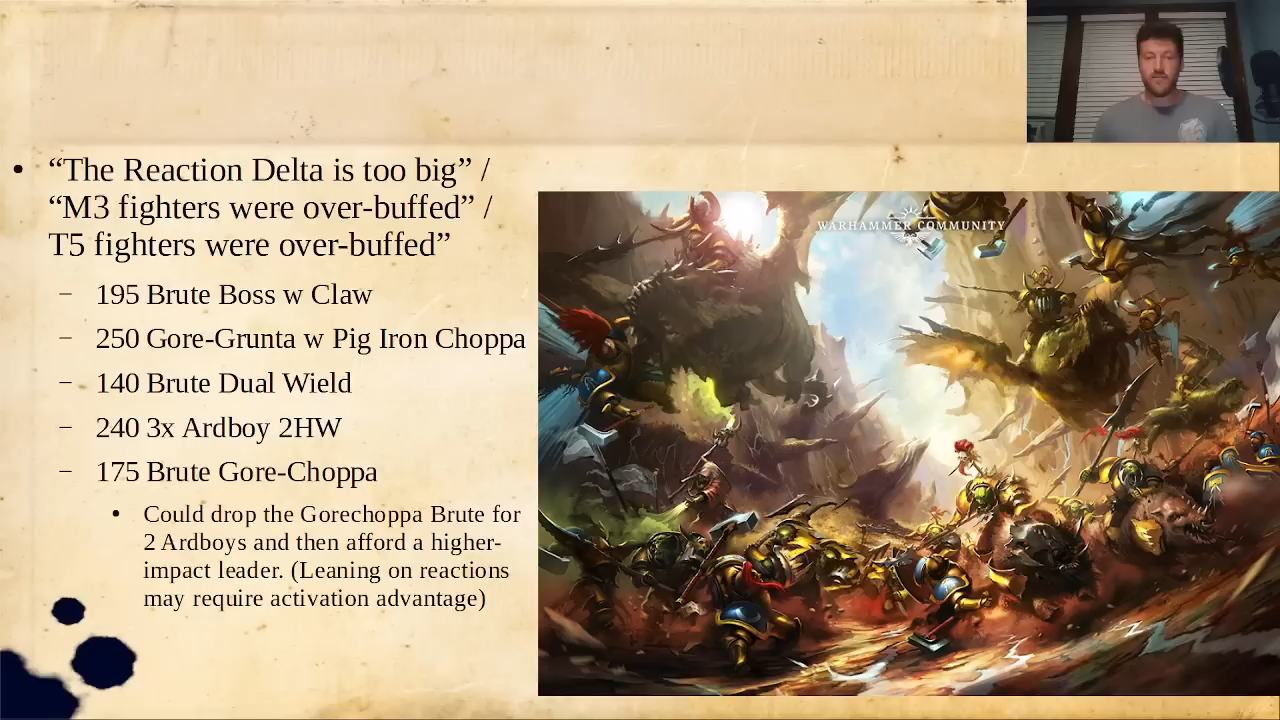 “The Reaction Delta is too big” /
“M3 fighters were over-buffed” /
T5 fighters were over-buffed”
195 Brute Boss w Claw
250 Gore-Grunta w Pig Iron Choppa
140 Brute Dual Wield
240 3x Ardboy 2HW
175 Brute Gore-Choppa
Could drop the Gorechoppa Brute for
2 Ardboys and then afford a higher-
impact leader. (Leaning on reactions
may require activation advantage)
WARHAMMER COMMUNITY